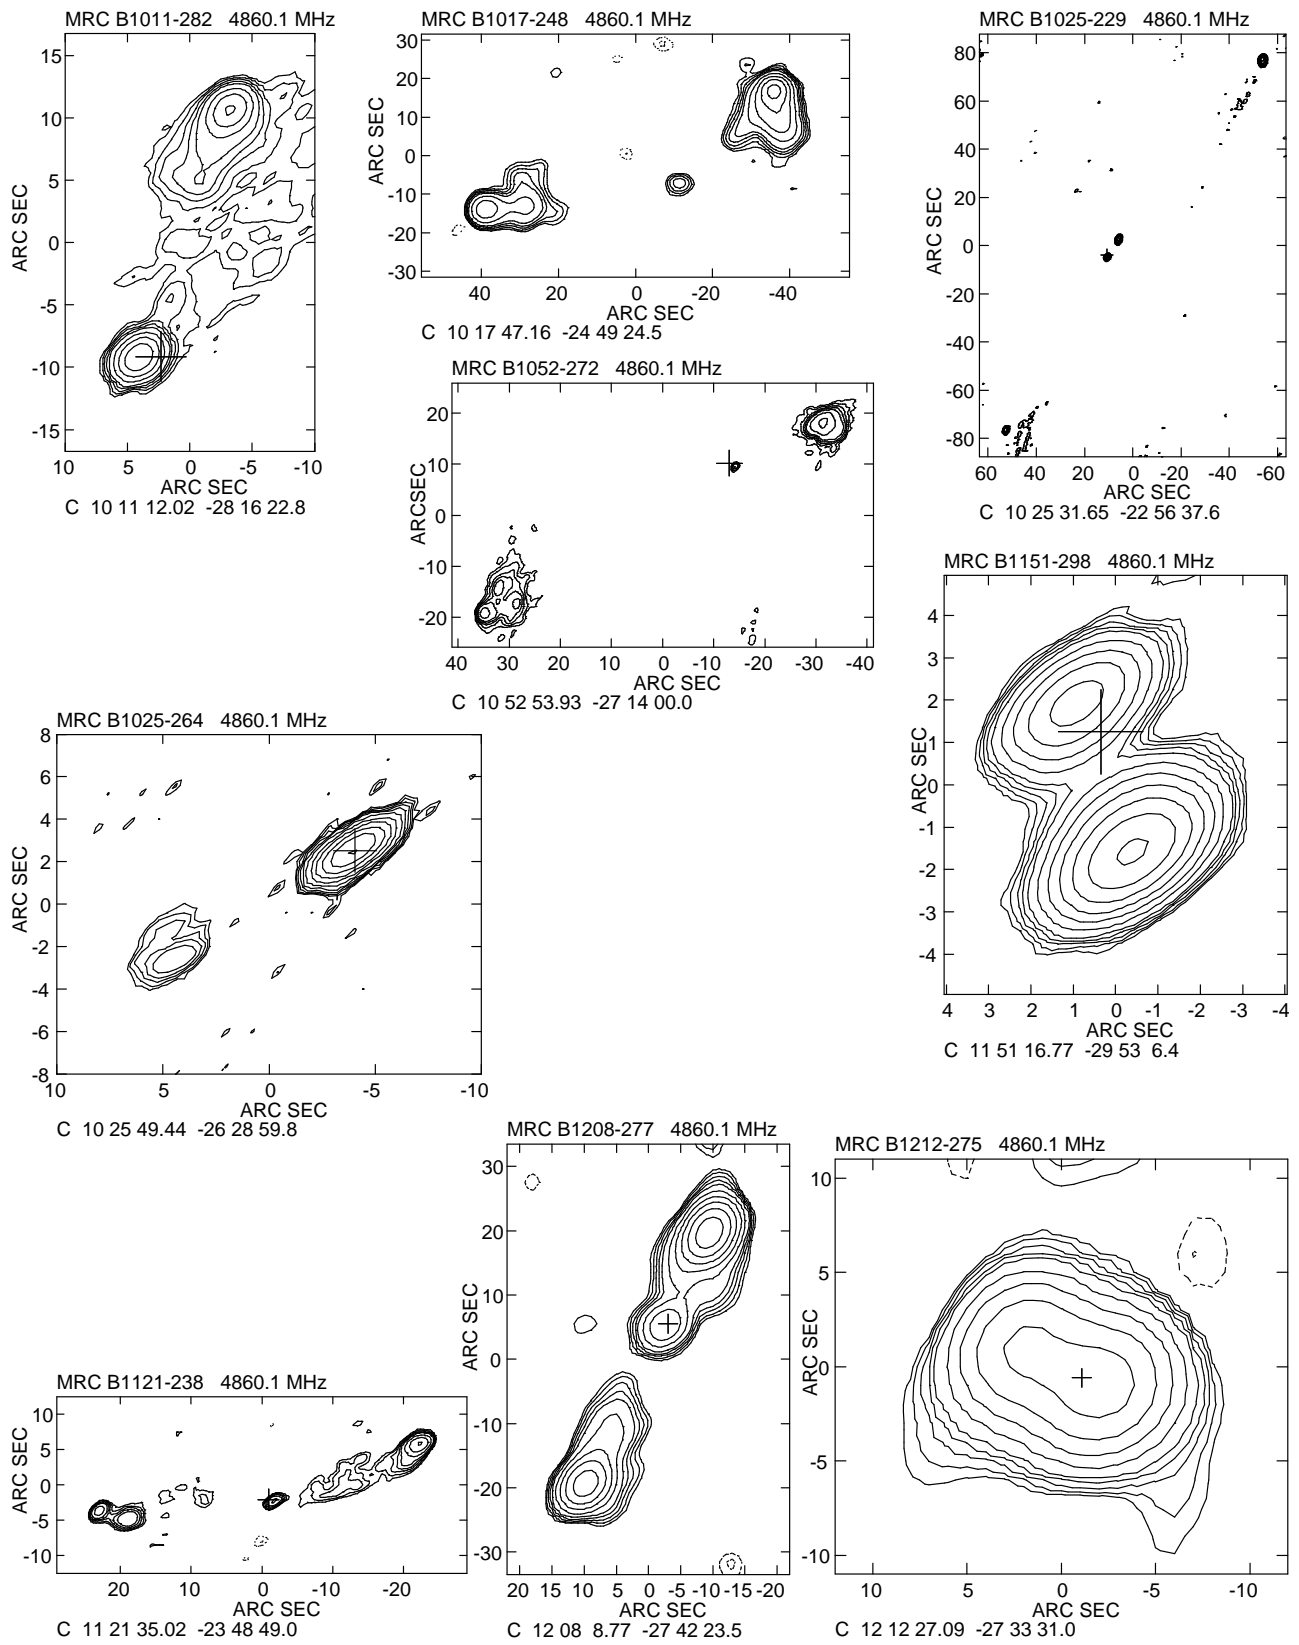 MRC B1011-282 4860.1 MHz
15
10
5
0
-5
-10
-15
ARC SEC
10 5 0 -5 -10
ARC SEC
C 10 11 12.02 -28 16 22.8
MRC B1017-248 4860.1 MHz
30
20
10
0
-10
-20
-30
ARC SEC
40 20 0 -20 -40
ARC SEC
C 10 17 47.16 -24 49 24.5
MRC B1025-229 4860.1 MHz
80
60
40
20
0
-20
-40
-60
-80
ARC SEC
60 40 20 0 -20 -40 -60
ARC SEC
C 10 25 31.65 -22 56 37.6
MRC B1052-272 4860.1 MHz
20
10
0
-10
-20
ARCSEC
40 30 20 10 0 -10 -20 -30 -40
ARC SEC
C 10 52 53.93 -27 14 00.0
MRC B1151-298 4860.1 MHz
4
3
2
1
0
-1
-2
-3
-4
ARC SEC
4 3 2 1 0 -1 -2 -3 -4
ARC SEC
C 11 51 16.77 -29 53 6.4
MRC B1025-264 4860.1 MHz
8
6
4
2
0
-2
-4
-6
-8
ARC SEC
10 5 0 -5 -10
ARC SEC
C 10 25 49.44 -26 28 59.8
MRC B1121-238 4860.1 MHz
10
5
0
-5
-10
ARC SEC
20 10 0 -10 -20
ARC SEC
C 11 21 35.02 -23 48 49.0
MRC B1208-277 4860.1 MHz
30
20
10
0
-10
-20
-30
ARC SEC
20 15 10 5 0 -5 -10 -15 -20
ARC SEC
C 12 08 8.77 -27 42 23.5
MRC B1212-275 4860.1 MHz
10
5
0
-5
-10
ARC SEC
10 5 0 -5 -10
ARC SEC
C 12 12 27.09 -27 33 31.0